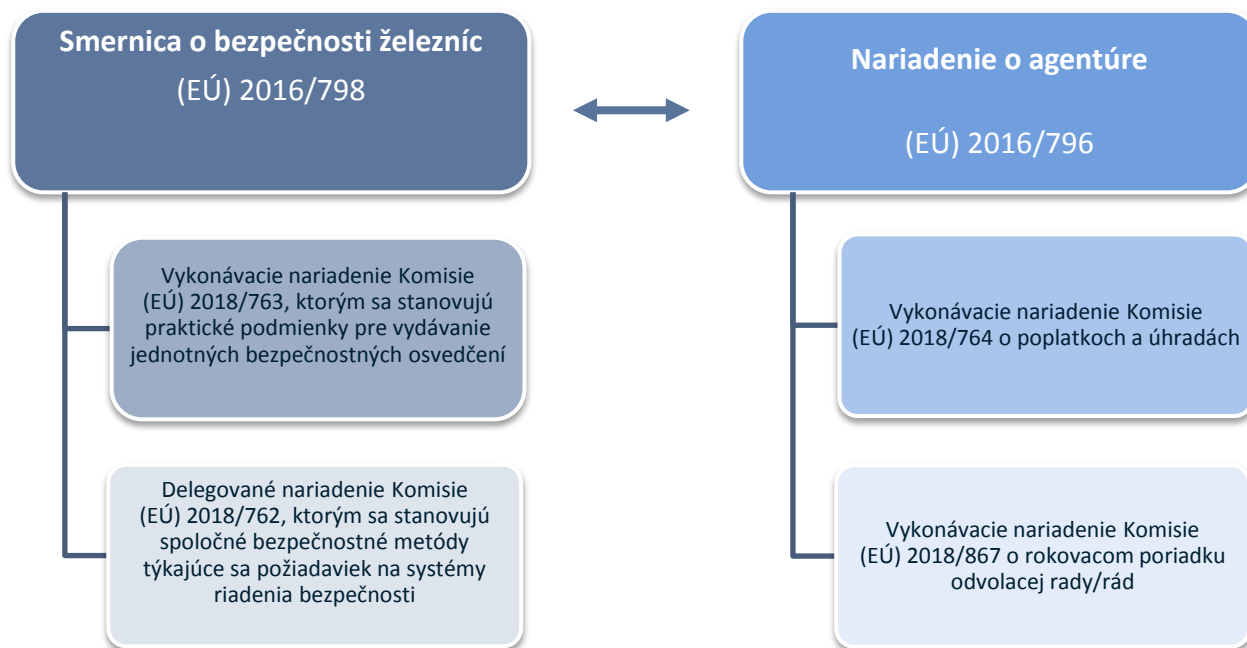 Smernica o bezpečnosti železníc
(EÚ) 2016/798
Nariadenie o agentúre
(EÚ) 2016/796
Vykonávacie nariadenie Komisie
(EÚ) 2018/763, ktorým sa stanovujú
praktické podmienky pre vydávanie
jednotných bezpečnostných osvedčení
Vykonávacie nariadenie Komisie
(EÚ) 2018/764 o poplatkoch a úhradách
Delegované nariadenie Komisie
(EÚ) 2018/762, ktorým sa stanovujú
spoločné bezpečnostné metódy
týkajúce sa požiadaviek na systémy
riadenia bezpečnosti
Vykonávacie nariadenie Komisie
(EÚ) 2018/867 o rokovacom poriadku
odvolacej rady/rád